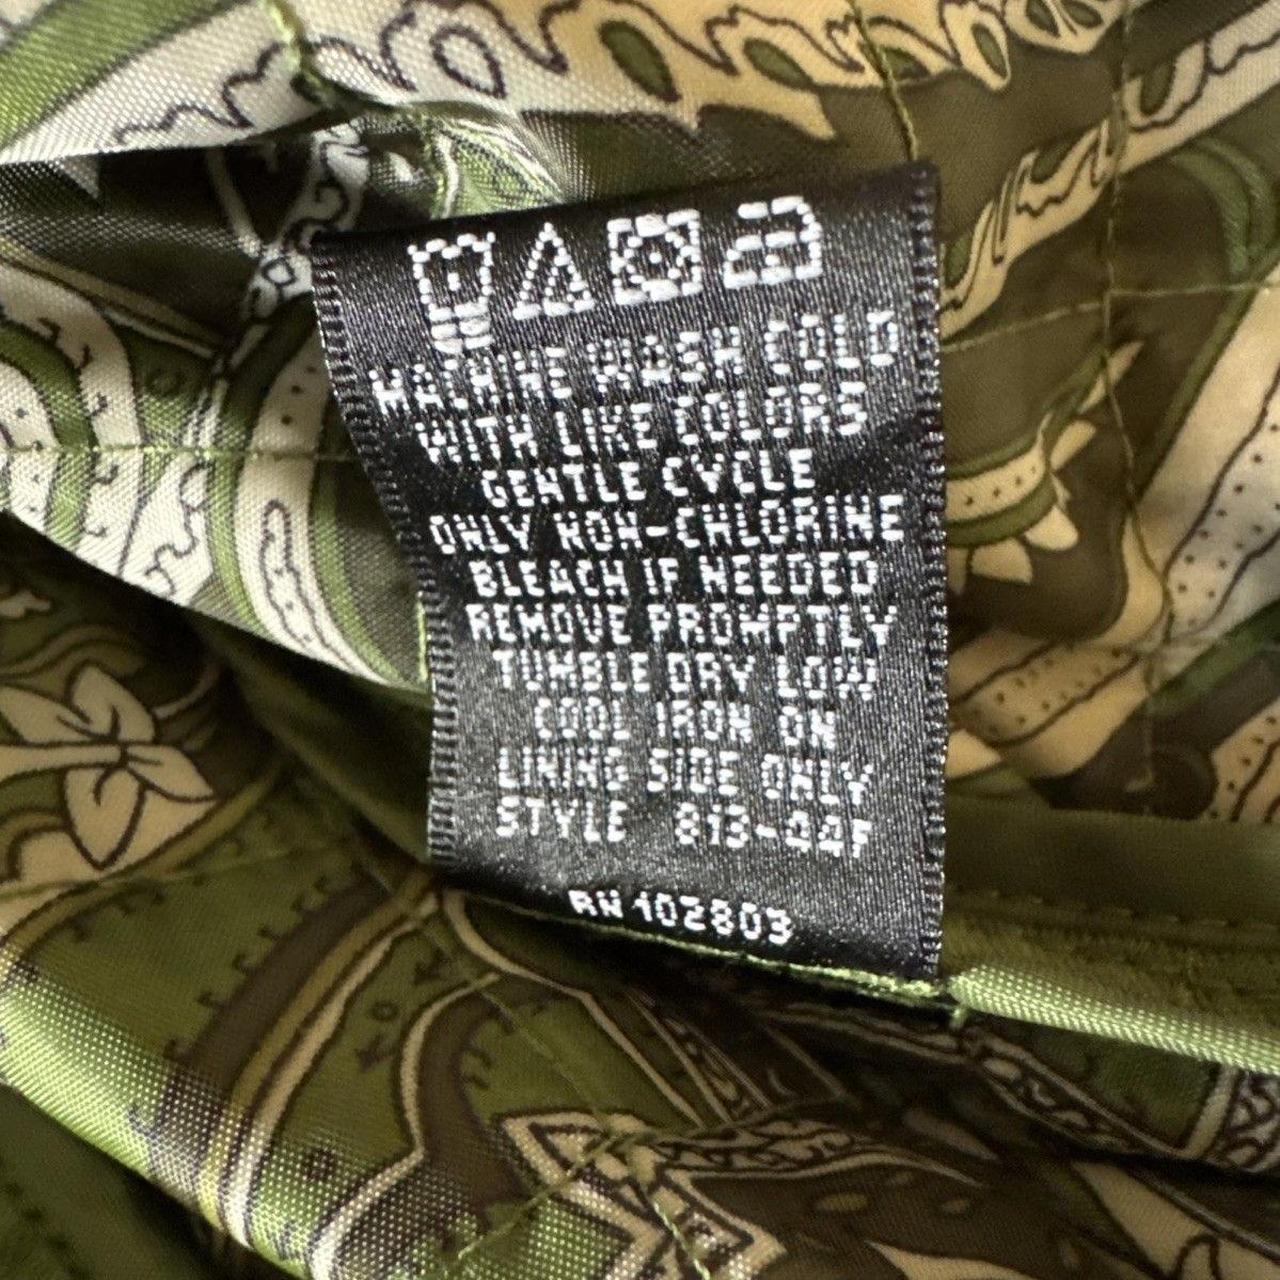 MACHINE WASH COLD
WITH LIKE COLORS
GENTLE CYCLE
ONLY NON-CHLORINE
BLEACH IF NEEDED
REMOVE PROMPTLY
TUMBLE DRY LOW
COOL IRON ON
LINING SIDE ONLY
STYLE 813-44F
RN 102803